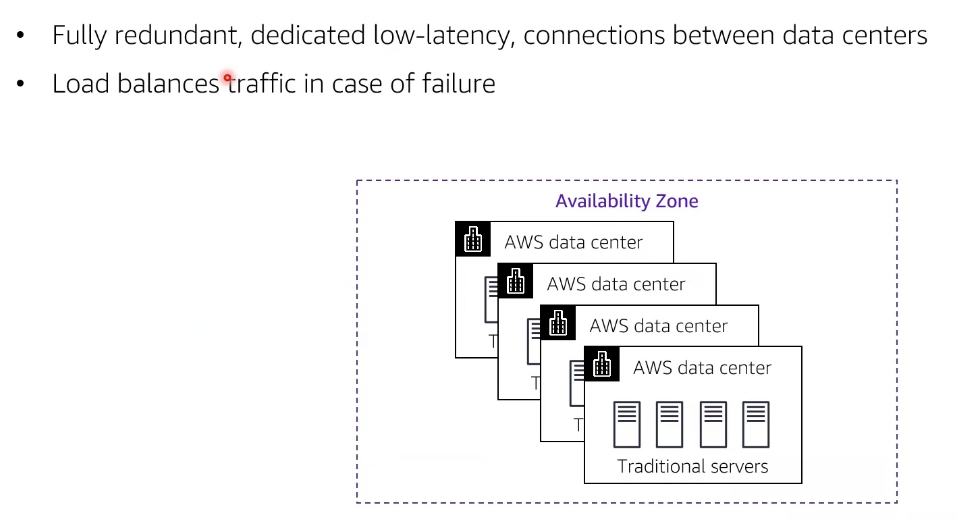 • Fully redundant, dedicated low-latency, connections between data centers
• Load balances traffic in case of failure
Availability Zone
AWS data center
T
AWS data center
T
AWS data center
T
AWS data center
Traditional servers